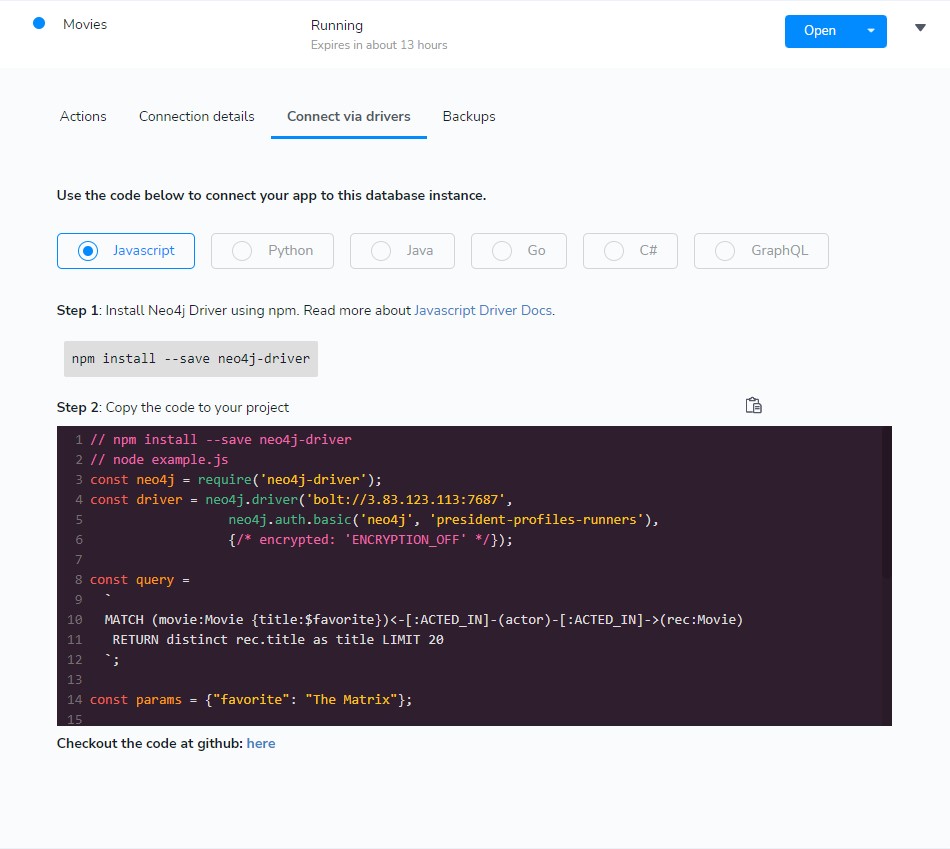 Movies
Running
Expires in about 13 hours
Open
Actions Connection details Connect via drivers Backups
Use the code below to connect your app to this database instance.
Javascript Python Java Go C# GraphQL
Step 1: Install Neo4j Driver using npm. Read more about Javascript Driver Docs.
npm install --save neo4j-driver
Step 2: Copy the code to your project
1 // npm install --save neo4j-driver
2 // node example.js
3 const neo4j = require('neo4j-driver');
4 const driver = neo4j.driver('bolt://3.83.123.113:7687',
5                   neo4j.auth.basic('neo4j', 'president-profiles-runners'),
6                   {/* encrypted: 'ENCRYPTION_OFF' */});
7
8 const query =
9   `
10   MATCH (movie:Movie {title:$favorite})<-[:ACTED_IN]-(actor)-[:ACTED_IN]->(rec:Movie)
11    RETURN distinct rec.title as title LIMIT 20
12   `;
13
14 const params = {"favorite": "The Matrix"};
15
Checkout the code at github: here